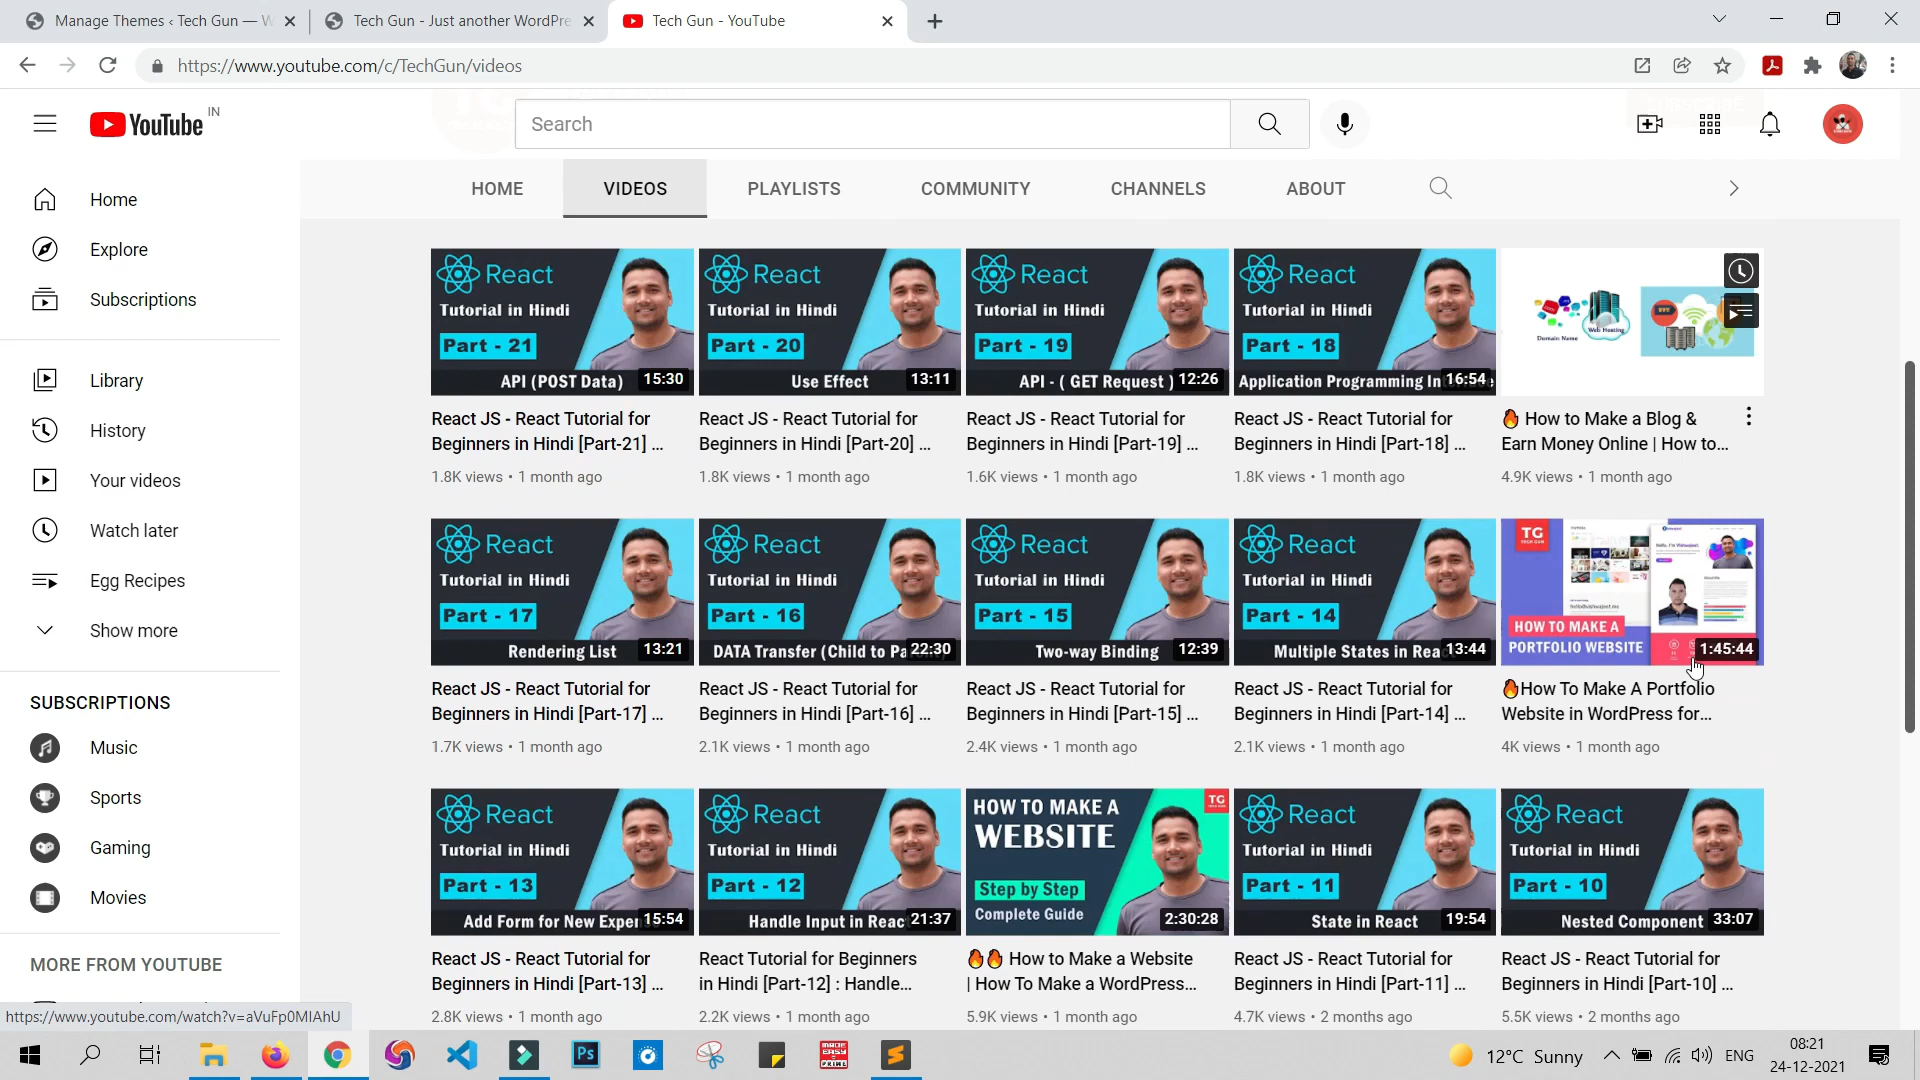 Manage Themes ‹ Tech Gun — W
Tech Gun - Just another WordPre
Tech Gun - YouTube
https://www.youtube.com/c/TechGun/videos
YouTube IN
Search
Home
Explore
Subscriptions
Library
History
Your videos
Watch later
Egg Recipes
Show more
SUBSCRIPTIONS
Music
Sports
Gaming
Movies
MORE FROM YOUTUBE
https://www.youtube.com/watch?v=aVuFp0MIAhU
HOME VIDEOS PLAYLISTS COMMUNITY CHANNELS ABOUT
React
Tutorial in Hindi
Part - 21
API (POST Data) 15:30
React JS - React Tutorial for
Beginners in Hindi [Part-21] ...
1.8K views • 1 month ago
React
Tutorial in Hindi
Part - 20
Use Effect 13:11
React JS - React Tutorial for
Beginners in Hindi [Part-20] ...
1.8K views • 1 month ago
React
Tutorial in Hindi
Part - 19
API - ( GET Request ) 12:26
React JS - React Tutorial for
Beginners in Hindi [Part-19] ...
1.6K views • 1 month ago
React
Tutorial in Hindi
Part - 18
Application Programming In 16:54
React JS - React Tutorial for
Beginners in Hindi [Part-18] ...
1.8K views • 1 month ago
Web Hosting
Domain Name
🔥 How to Make a Blog &
Earn Money Online | How to...
4.9K views • 1 month ago
React
Tutorial in Hindi
Part - 17
Rendering List 13:21
React JS - React Tutorial for
Beginners in Hindi [Part-17] ...
1.7K views • 1 month ago
React
Tutorial in Hindi
Part - 16
DATA Transfer (Child to Pa 22:30
React JS - React Tutorial for
Beginners in Hindi [Part-16] ...
2.1K views • 1 month ago
React
Tutorial in Hindi
Part - 15
Two-way Binding 12:39
React JS - React Tutorial for
Beginners in Hindi [Part-15] ...
2.4K views • 1 month ago
React
Tutorial in Hindi
Part - 14
Multiple States in Rea 13:44
React JS - React Tutorial for
Beginners in Hindi [Part-14] ...
2.1K views • 1 month ago
TG
TECH GUN
HOW TO MAKE A
PORTFOLIO WEBSITE 1:45:44
🔥How To Make A Portfolio
Website in WordPress for...
4K views • 1 month ago
React
Tutorial in Hindi
Part - 13
Add Form for New Expen 15:54
React JS - React Tutorial for
Beginners in Hindi [Part-13] ...
2.8K views • 1 month ago
React
Tutorial in Hindi
Part - 12
Handle Input in Reac 21:37
React Tutorial for Beginners
in Hindi [Part-12] : Handle...
2.2K views • 1 month ago
HOW TO MAKE A
WEBSITE
TG
Step by Step
Complete Guide 2:30:28
🔥🔥 How to Make a Website
| How To Make a WordPress...
5.9K views • 1 month ago
React
Tutorial in Hindi
Part - 11
State in React 19:54
React JS - React Tutorial for
Beginners in Hindi [Part-11] ...
4.7K views • 2 months ago
React
Tutorial in Hindi
Part - 10
Nested Component 33:07
React JS - React Tutorial for
Beginners in Hindi [Part-10] ...
5.5K views • 2 months ago
Ps
MADE EASY PRIME
12°C Sunny
ENG
08:21
24-12-2021